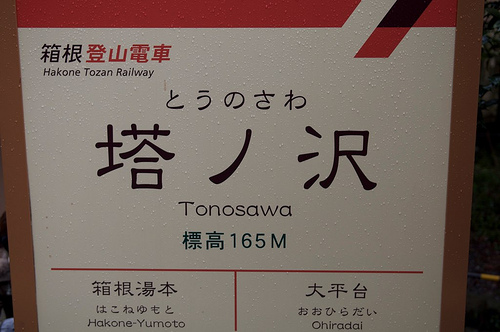 箱根登山電車
Hakone Tozan Railway
とうのさわ
塔ノ沢
Tonosawa
標高165M
箱根湯本
はこねゆもと
Hakone-Yumoto
大平台
おおひらだい
Ohiradai